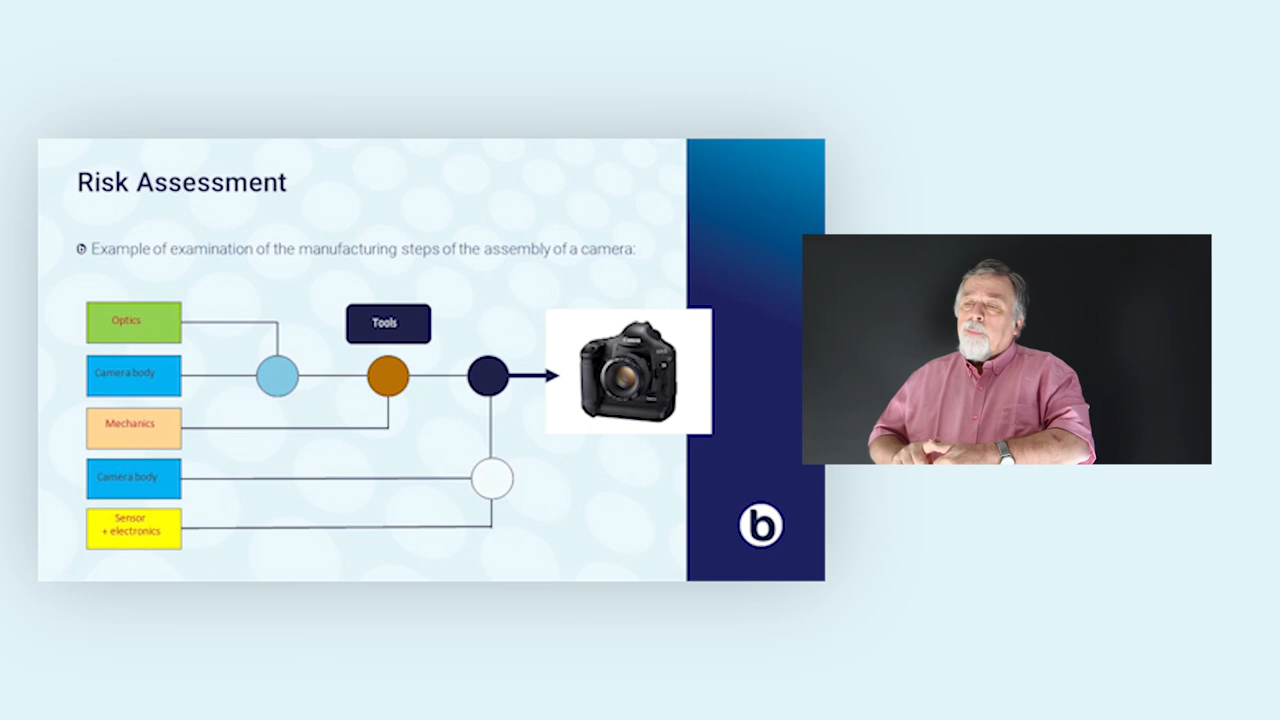 Risk Assessment
Example of examination of the manufacturing steps of the assembly of a camera:
Optics
Tools
Camera body
Mechanics
Camera body
Sensor
+ electronics
Canon
b